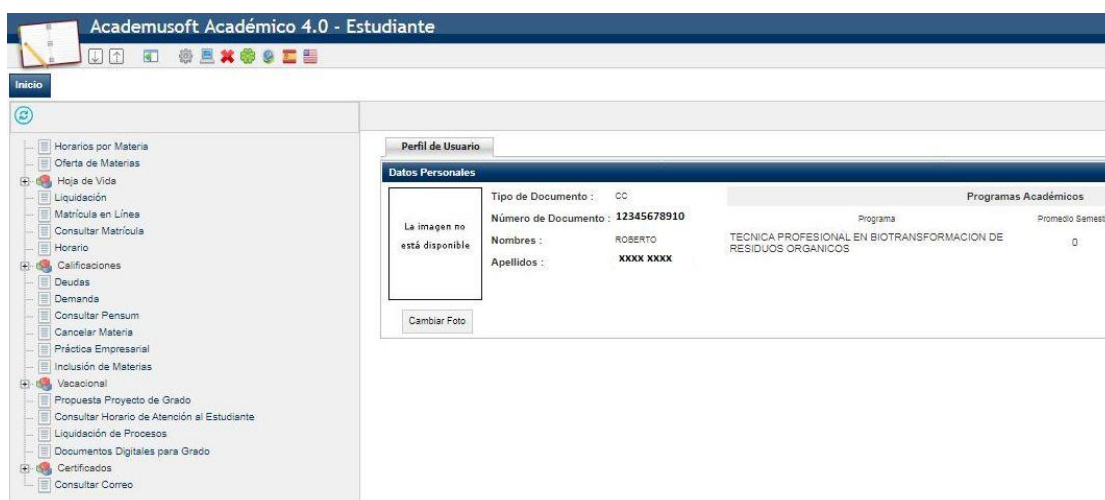 Academusoft Académico 4.0 - Estudiante
Inicio
Horarios por Materia
Oferta de Materias
Hoja de Vida
Liquidación
Matrícula en Línea
Consultar Matrícula
Horario
Calificaciones
Deudas
Demanda
Consultar Pensum
Cancelar Materia
Práctica Empresarial
Inclusión de Materias
Vacacional
Propuesta Proyecto de Grado
Consultar Horario de Atención al Estudiante
Liquidación de Procesos
Documentos Digitales para Grado
Certificados
Consultar Correo
Perfil de Usuario
Datos Personales
La imagen no
está disponible
Cambiar Foto
Tipo de Documento : CC
Número de Documento : 12345678910
Nombres : ROBERTO
Apellidos : XXXX XXXX
Programas Académicos
Programa Promedio Semest
TECNICA PROFESIONAL EN BIOTRANSFORMACION DE
RESIDUOS ORGANICOS 0